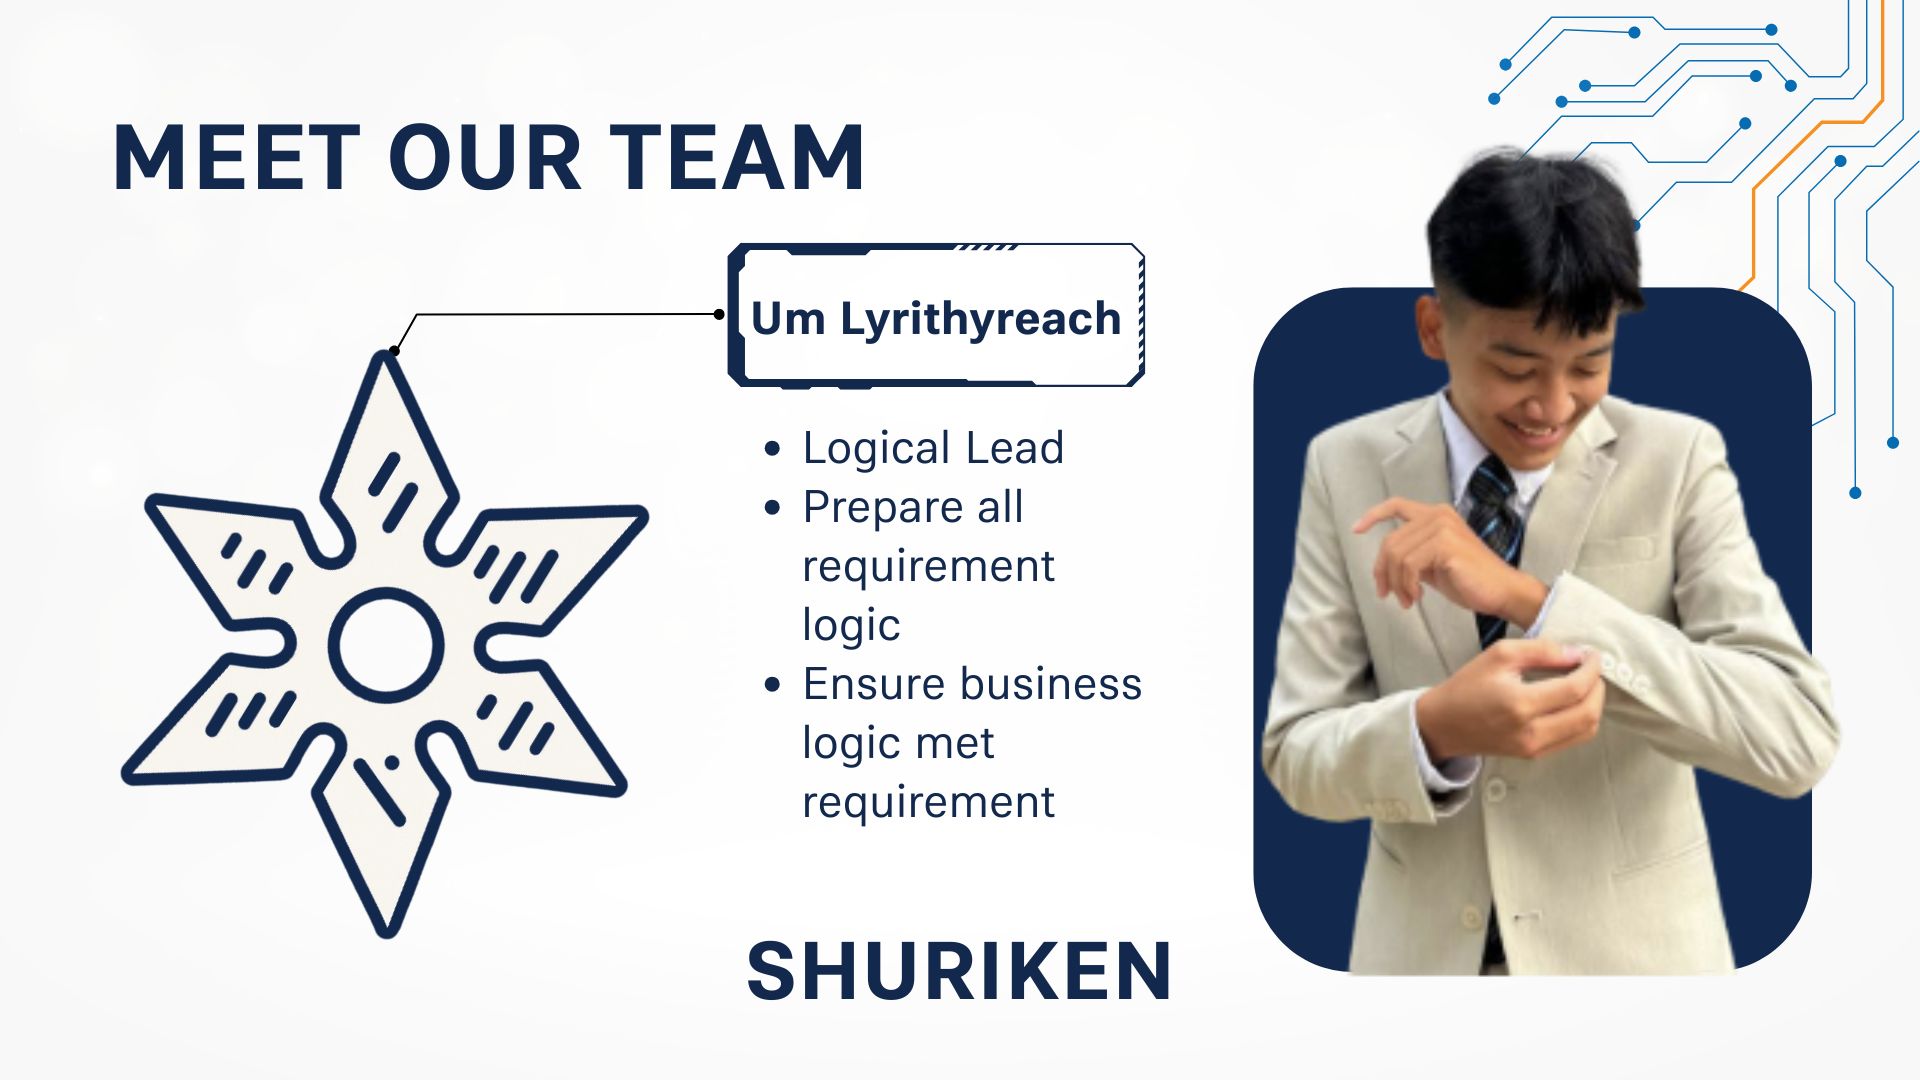 MEET OUR TEAM
Um Lyrithyreach
• Logical Lead
• Prepare all
requirement
logic
• Ensure business
logic met
requirement
SHURIKEN